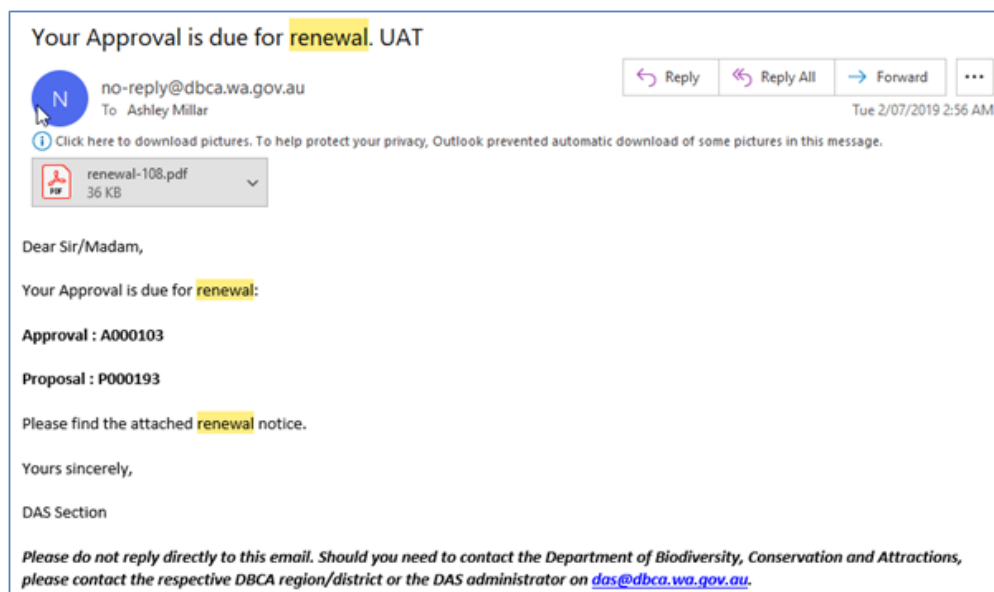 Your Approval is due for renewal. UAT
N
no-reply@dbca.wa.gov.au
To Ashley Millar
Reply
Reply All
Forward
Tue 2/07/2019 2:56 AM
Click here to download pictures. To help protect your privacy, Outlook prevented automatic download of some pictures in this message.
PDF
renewal-108.pdf
36 KB
Dear Sir/Madam,
Your Approval is due for renewal:
Approval : A000103
Proposal : P000193
Please find the attached renewal notice.
Yours sincerely,
DAS Section
Please do not reply directly to this email. Should you need to contact the Department of Biodiversity, Conservation and Attractions,
please contact the respective DBCA region/district or the DAS administrator on das@dbca.wa.gov.au.